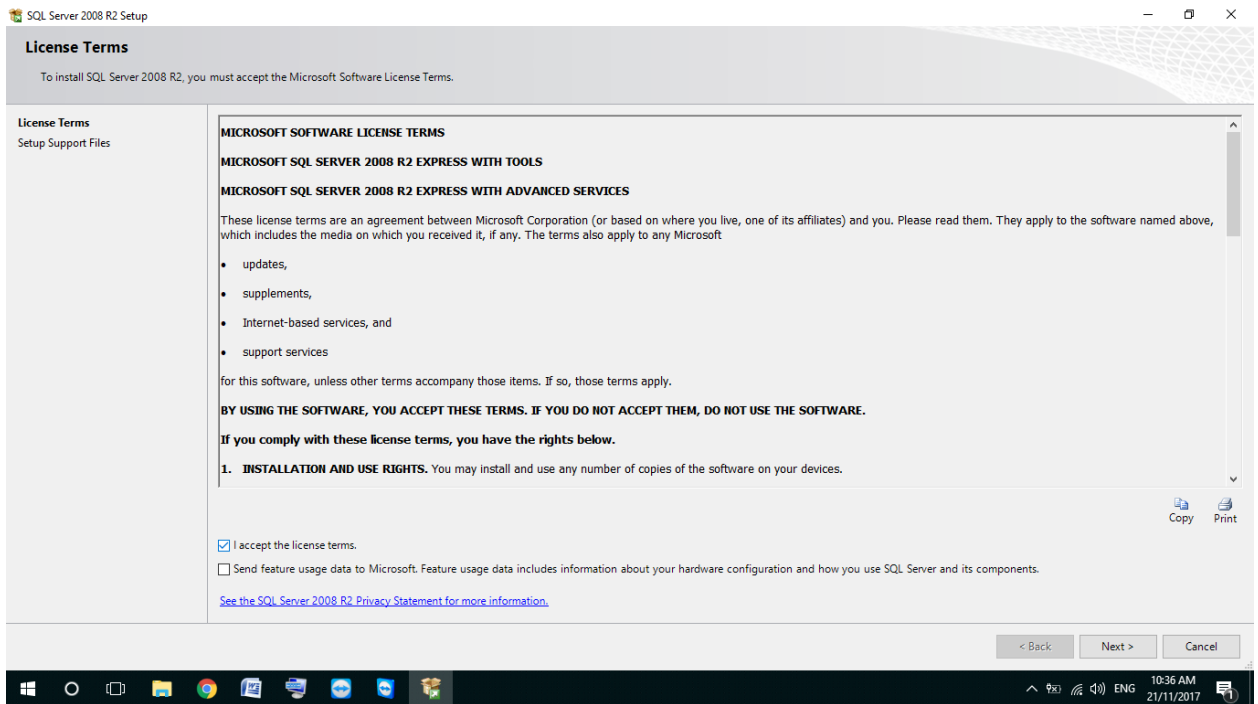 SQL Server 2008 R2 Setup
License Terms
To install SQL Server 2008 R2, you must accept the Microsoft Software License Terms.
License Terms
Setup Support Files
MICROSOFT SOFTWARE LICENSE TERMS
MICROSOFT SQL SERVER 2008 R2 EXPRESS WITH TOOLS
MICROSOFT SQL SERVER 2008 R2 EXPRESS WITH ADVANCED SERVICES
These license terms are an agreement between Microsoft Corporation (or based on where you live, one of its affiliates) and you. Please read them. They apply to the software named above,
which includes the media on which you received it, if any. The terms also apply to any Microsoft
• updates,
• supplements,
• Internet-based services, and
• support services
for this software, unless other terms accompany those items. If so, those terms apply.
BY USING THE SOFTWARE, YOU ACCEPT THESE TERMS. IF YOU DO NOT ACCEPT THEM, DO NOT USE THE SOFTWARE.
If you comply with these license terms, you have the rights below.
1. INSTALLATION AND USE RIGHTS. You may install and use any number of copies of the software on your devices.
Copy Print
I accept the license terms.
Send feature usage data to Microsoft. Feature usage data includes information about your hardware configuration and how you use SQL Server and its components.
See the SQL Server 2008 R2 Privacy Statement for more information.
< Back Next > Cancel
ENG
10:36 AM
21/11/2017
1